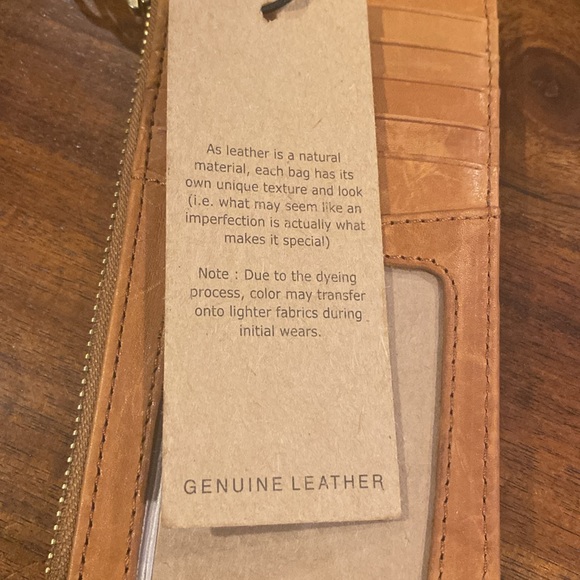 As leather is a natural
material, each bag has its
own unique texture and look
(i.e. what may seem like an
imperfection is actually what
makes it special)
Note : Due to the dyeing
process, color may transfer
onto lighter fabrics during
initial wears.
GENUINE LEATHER